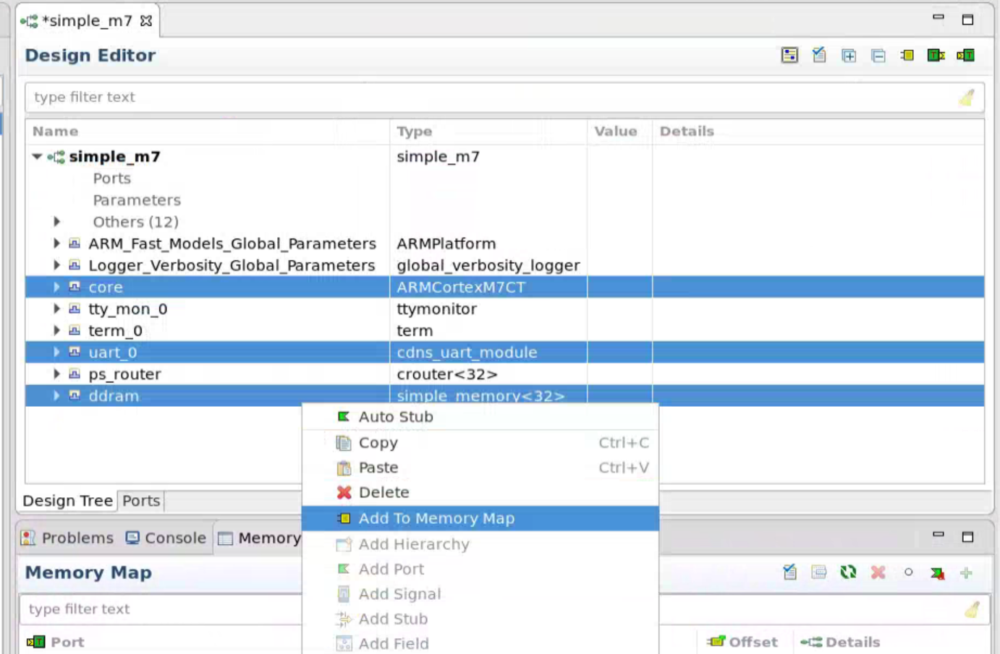 *simple_m7
Design Editor
type filter text
Name Type Value Details
simple_m7 simple_m7
Ports
Parameters
Others (12)
ARM_Fast_Models_Global_Parameters ARMPlatform
Logger_Verbosity_Global_Parameters global_verbosity_logger
core ARMCortexM7CT
tty_mon_0 ttymonitor
term_0 term
uart_0 cdns_uart_module
ps_router crouter<32>
ddram simple_memory<32>
Auto Stub
Copy Ctrl+C
Paste Ctrl+V
Delete
Design Tree Ports
Add To Memory Map
Problems Console Memory
Add Hierarchy
Memory Map
Add Port
Add Signal
type filter text
Add Stub
Port Add Field Offset Details